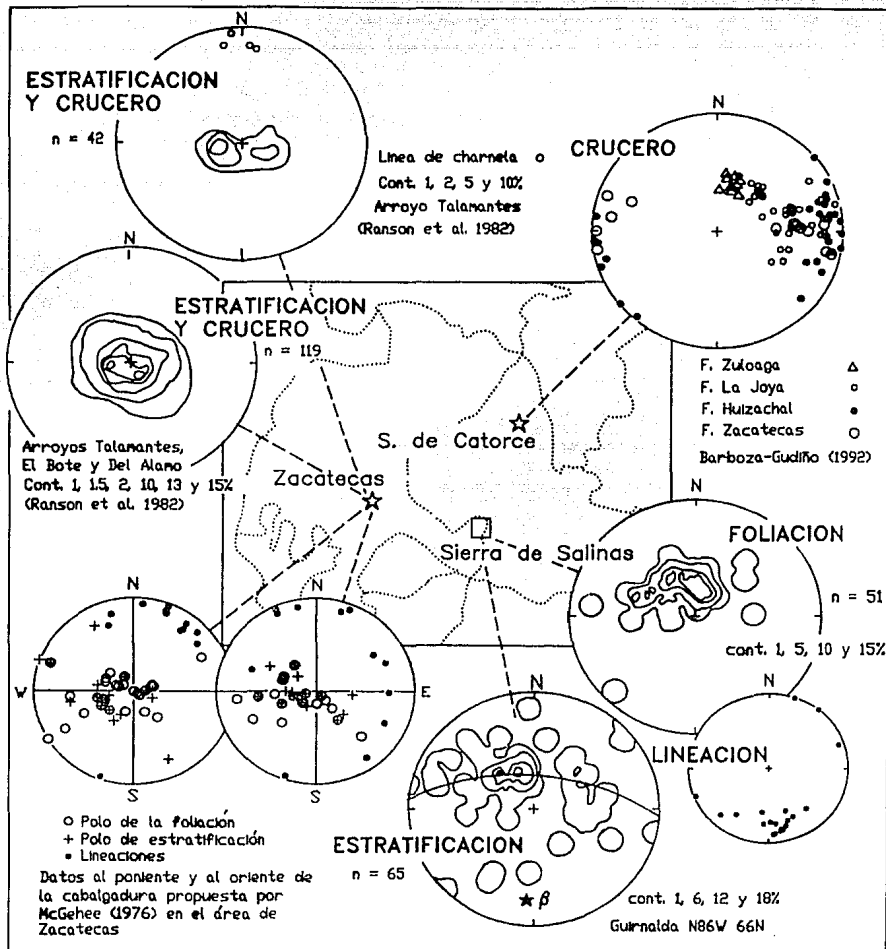 N
ESTRATIFICACION
Y CRUCERO
n = 42
Linea de charnela o
Cont. 1, 2, 5 y 10%
Arroyo Talamantes
(Ranson et al. 1982)
N
CRUCERO
F. Zuloaga
F. La Joya
F. Huizachal
F. Zacatecas
Barboza-Gudiño (1992)
N
ESTRATIFICACION
Y CRUCERO
n = 119
Arroyos Talamantes,
El Bote y Del Alamo
Cont. 1, 1.5, 2, 10, 13 y 15%
(Ranson et al. 1982)
S. de Catorce
Zacatecas
Sierra de Salinas
N
FOLIACION
n = 51
cont. 1, 5, 10 y 15%
N
W
S
N
E
S
○ Polo de la foliación
+ Polo de estratificación
▪ Lineaciones
Datos al poniente y al oriente de
la cabalgadura propuesta por
McGehee (1976) en el área de
Zacatecas
N
ESTRATIFICACION
n = 65
β
cont. 1, 6, 12 y 18%
Guirnalda N86W 66N
N
LINEACION